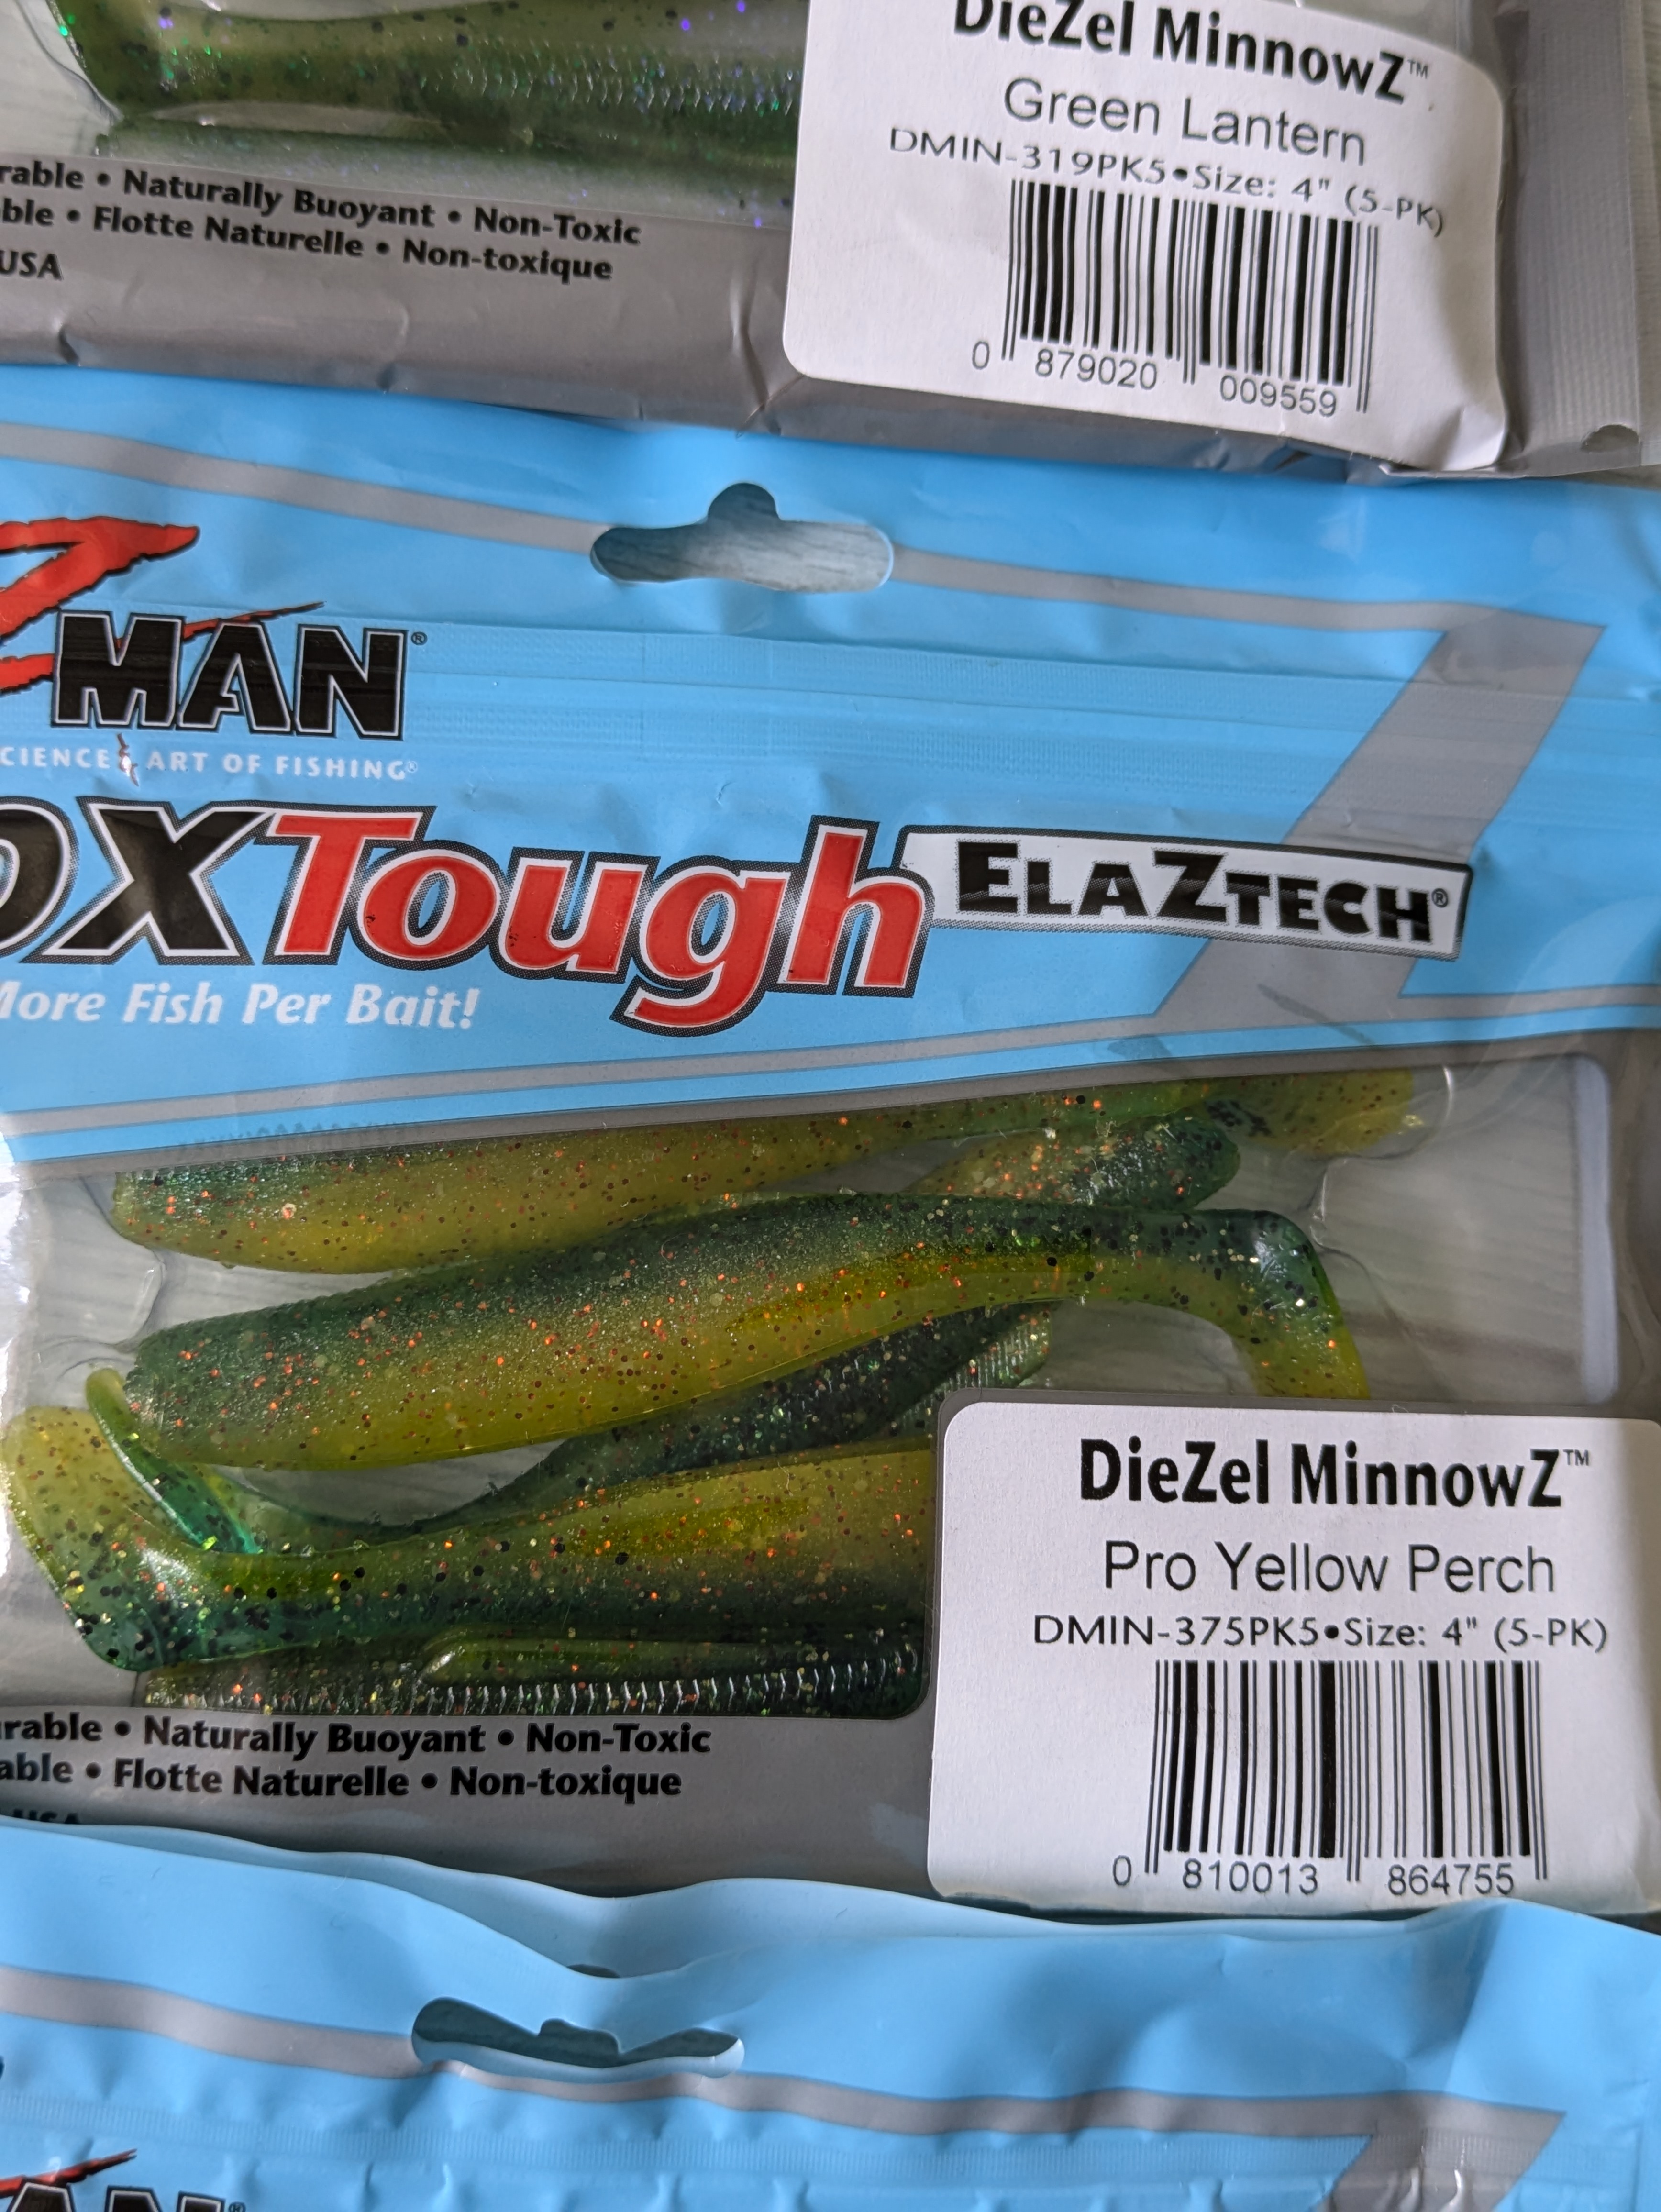 DieZel MinnowZ™
Green Lantern
DMIN-319PK5•Size: 4" (5-PK)
0 879020 009559
• Naturally Buoyant • Non-Toxic
• Flotte Naturelle • Non-toxique
USA
Z MAN®
ART OF FISHING®
Tough ELAZTECH®
Fish Per Bait!
DieZel MinnowZ™
Pro Yellow Perch
DMIN-375PK5•Size: 4" (5-PK)
0 810013 864755
• Naturally Buoyant • Non-Toxic
• Flotte Naturelle • Non-toxique
USA